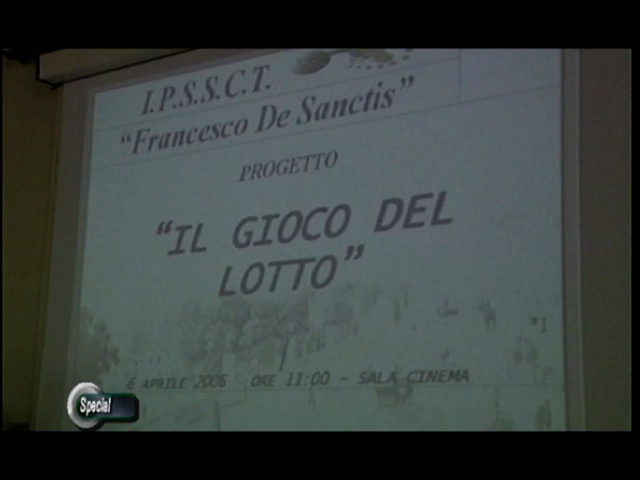 I.P.S.S.C.T.
“Francesco De Sanctis”
PROGETTO
“IL GIOCO DEL
LOTTO”
6 APRILE 2006 ORE 11:00 - SALA CINEMA
Special